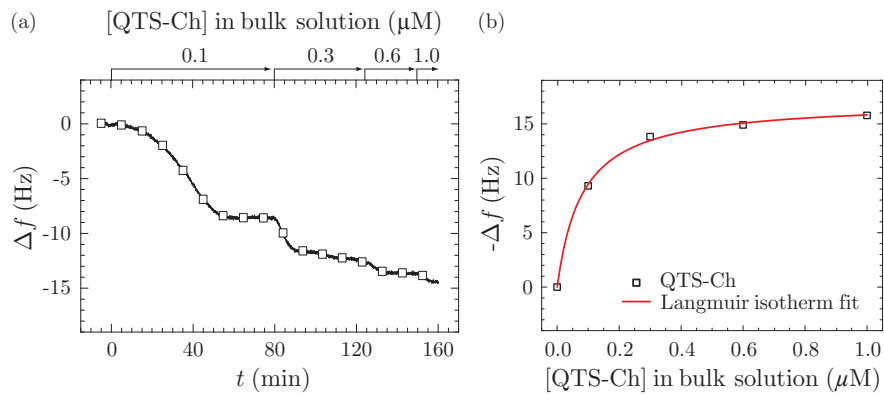 (a)
[QTS-Ch] in bulk solution (µM)
0.1 0.3 0.6 1.0
0
-5
-10
-15
Δf (Hz)
0 40 80 120 160
t (min)
(b)
15
10
5
0
-Δf (Hz)
QTS-Ch
Langmuir isotherm fit
0.0 0.2 0.4 0.6 0.8 1.0
[QTS-Ch] in bulk solution (µM)